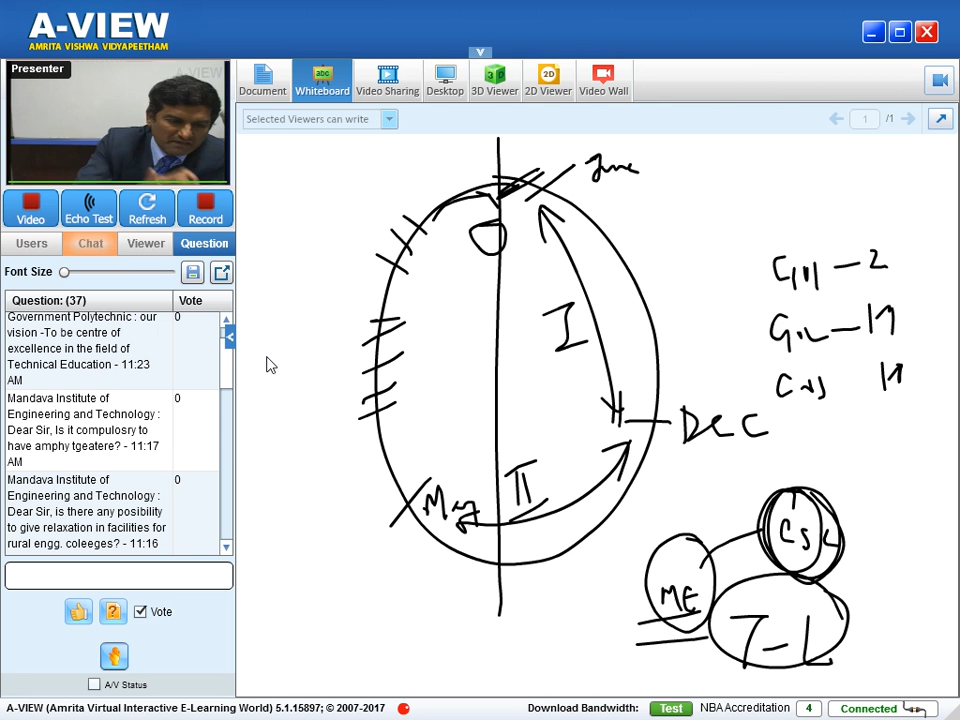 A-VIEW
AMRITA VISHWA VIDYAPEETHAM
Presenter
A-VIEW
Video
Echo Test
Refresh
Record
Users
Chat
Viewer
Question
Font Size
Question: (37)
Vote
Government Polytechnic : our
vision -To be centre of
excellence in the field of
Technical Education - 11:23
AM
0
Mandava Institute of
Engineering and Technology :
Dear Sir, Is it compulosry to
have amphy tgeatere? - 11:17
AM
0
Mandava Institute of
Engineering and Technology :
Dear Sir, is there any posibility
to give relaxation in facilities for
rural engg. coleeges? - 11:16
0
Vote
A/V Status
Document
Whiteboard
abc
Video Sharing
Desktop
3D Viewer
3D
2D Viewer
2D
Video Wall
Selected Viewers can write
1
/1
June
I
DEC
II
May
- 2
ME
T-L
A-VIEW (Amrita Virtual Interactive E-Learning World) 5.1.15897; © 2007-2017
Download Bandwidth:
Test
NBA Accreditation
4
Connected